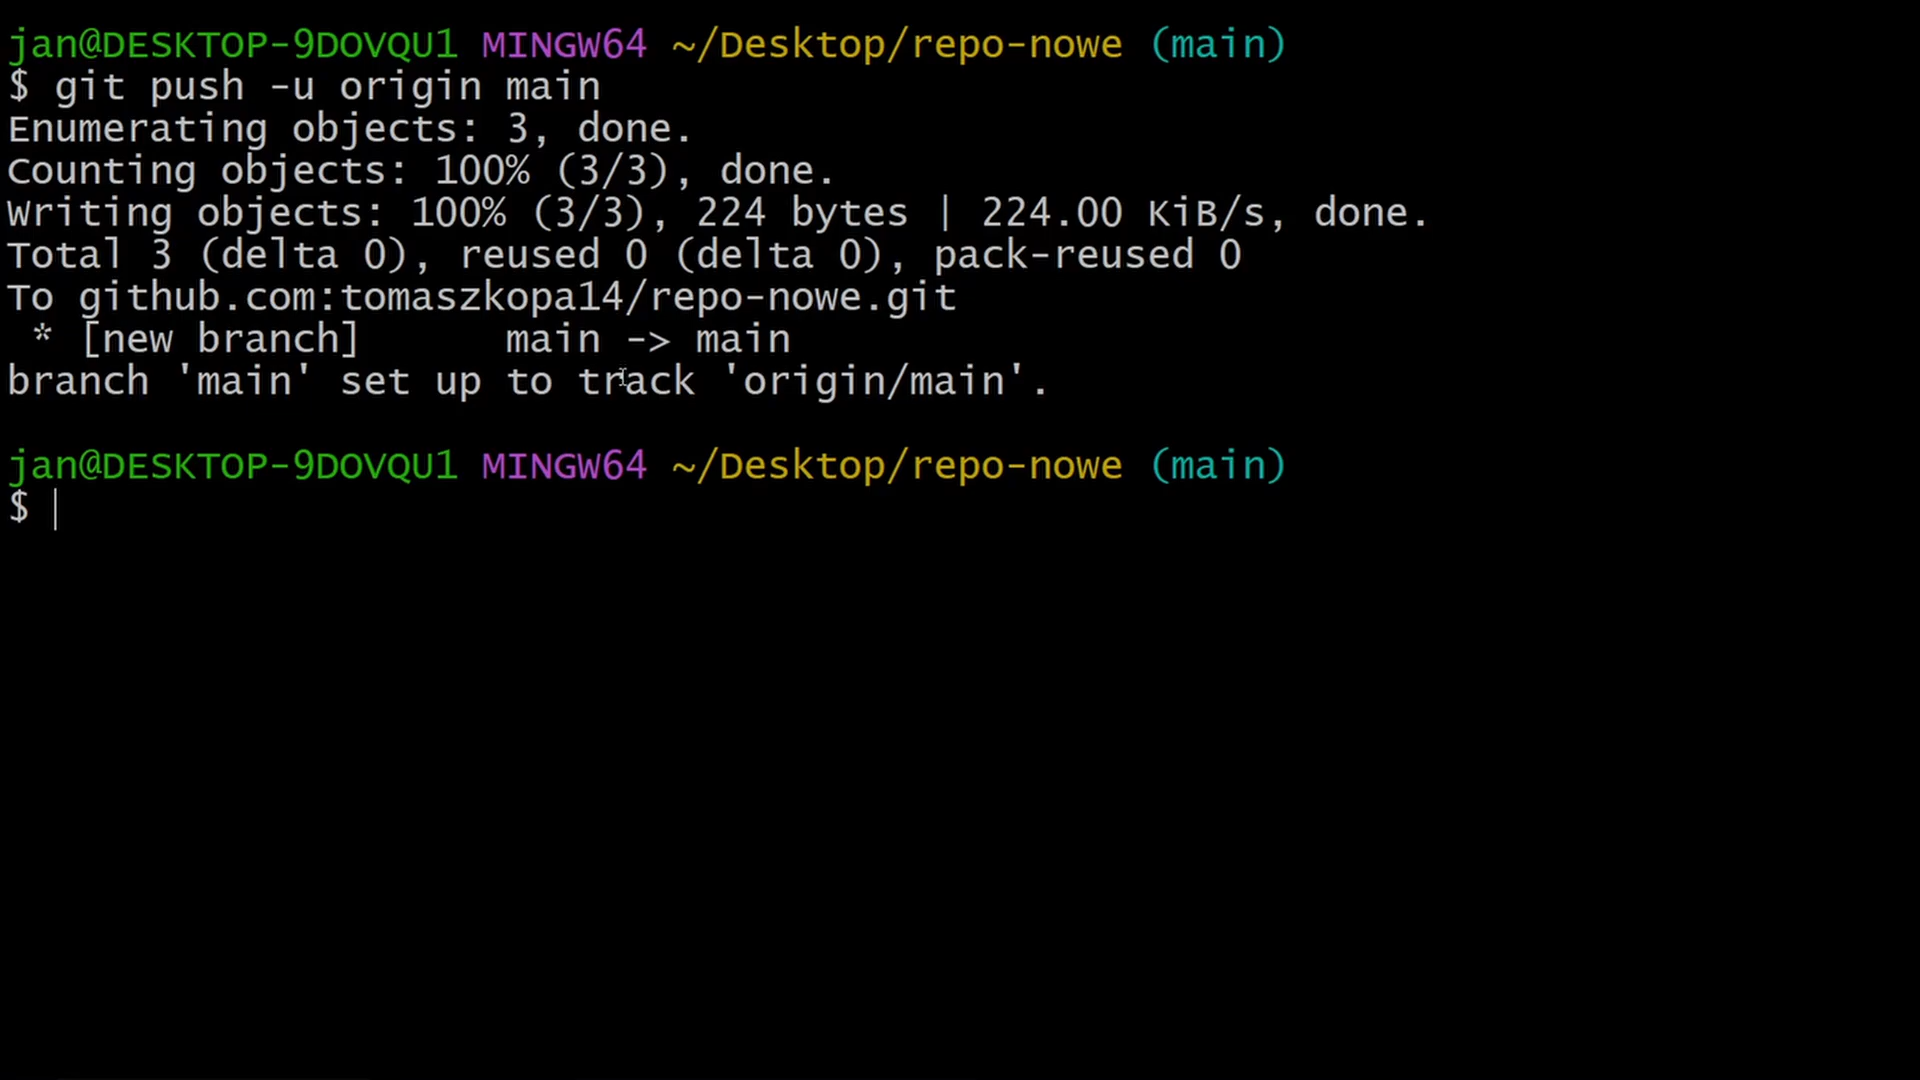 jan@DESKTOP-9DOVQU1 MINGW64 ~/Desktop/repo-nowe (main)
$ git push -u origin main
Enumerating objects: 3, done.
Counting objects: 100% (3/3), done.
Writing objects: 100% (3/3), 224 bytes | 224.00 KiB/s, done.
Total 3 (delta 0), reused 0 (delta 0), pack-reused 0
To github.com:tomaszkopa14/repo-nowe.git
 * [new branch]      main -> main
branch 'main' set up to track 'origin/main'.
jan@DESKTOP-9DOVQU1 MINGW64 ~/Desktop/repo-nowe (main)
$